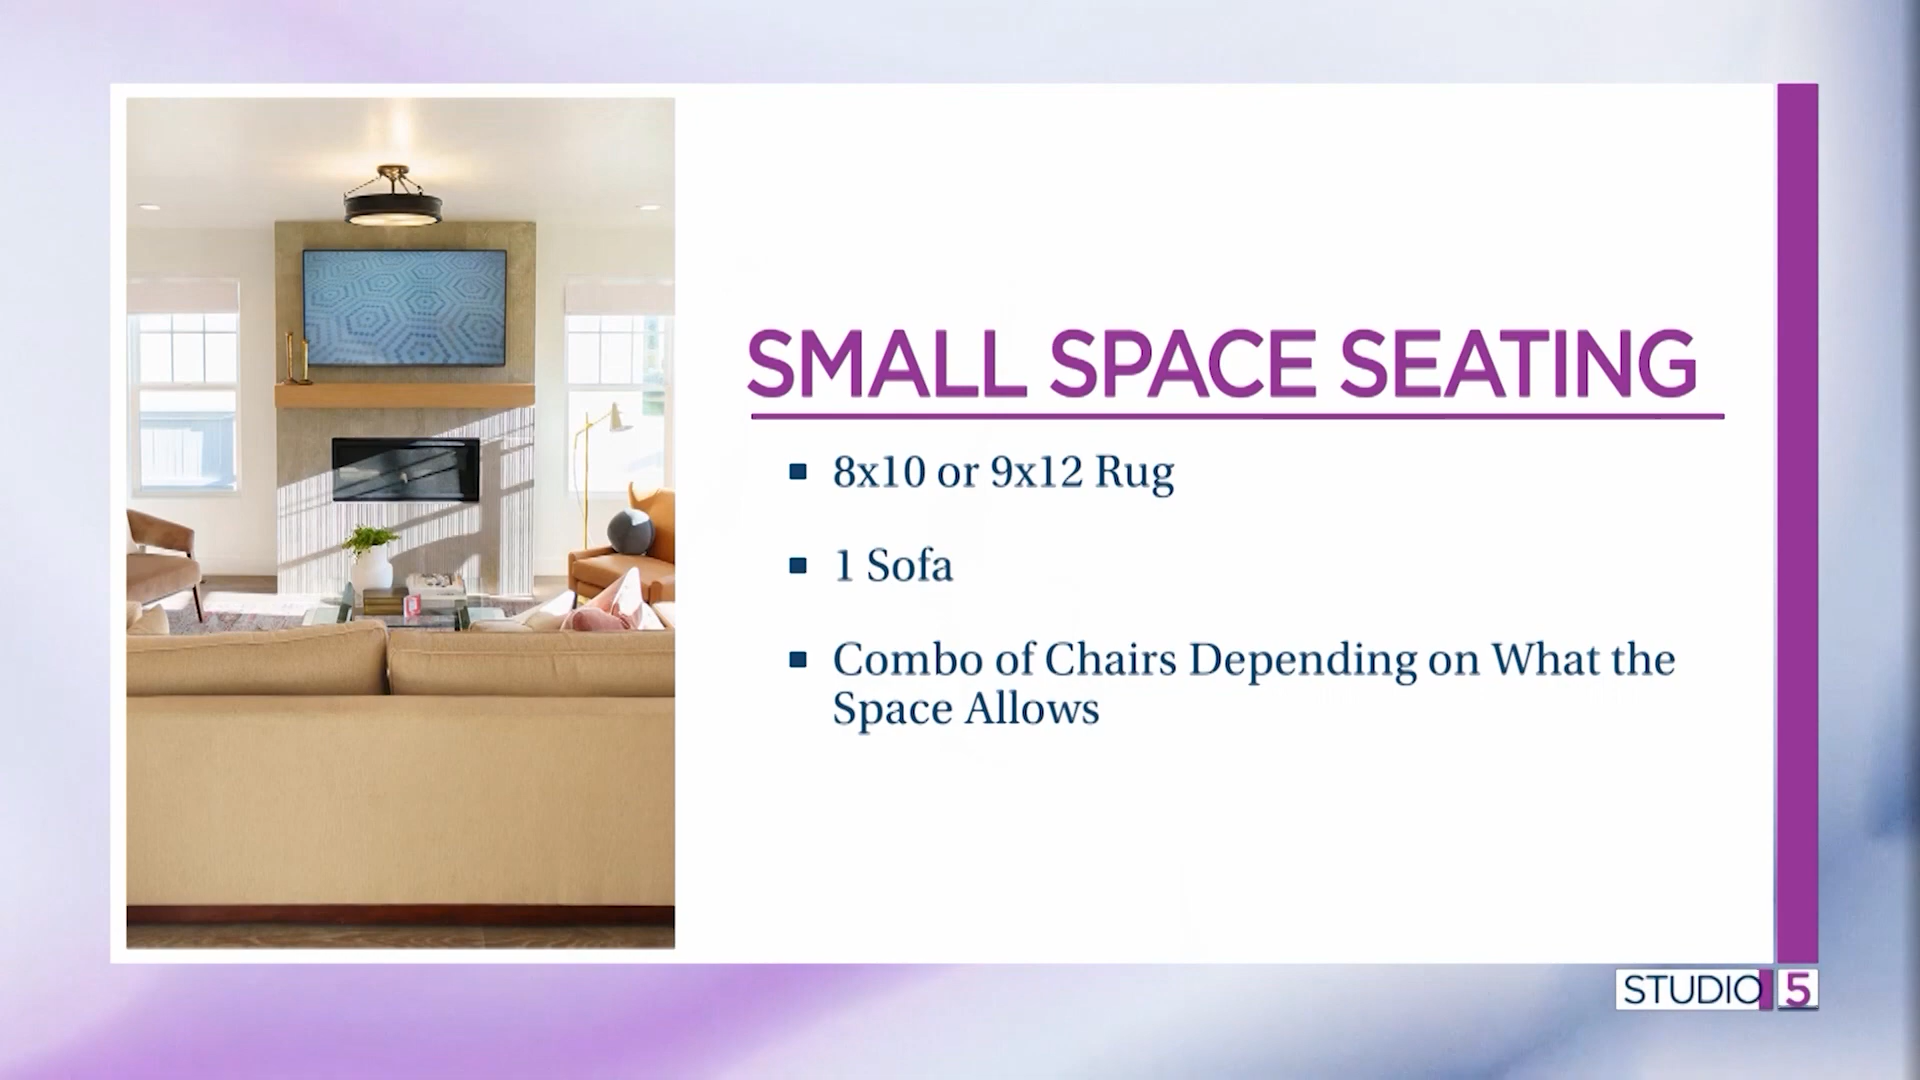 SMALL SPACE SEATING
8x10 or 9x12 Rug
1 Sofa
Combo of Chairs Depending on What the
Space Allows
STUDIO 5